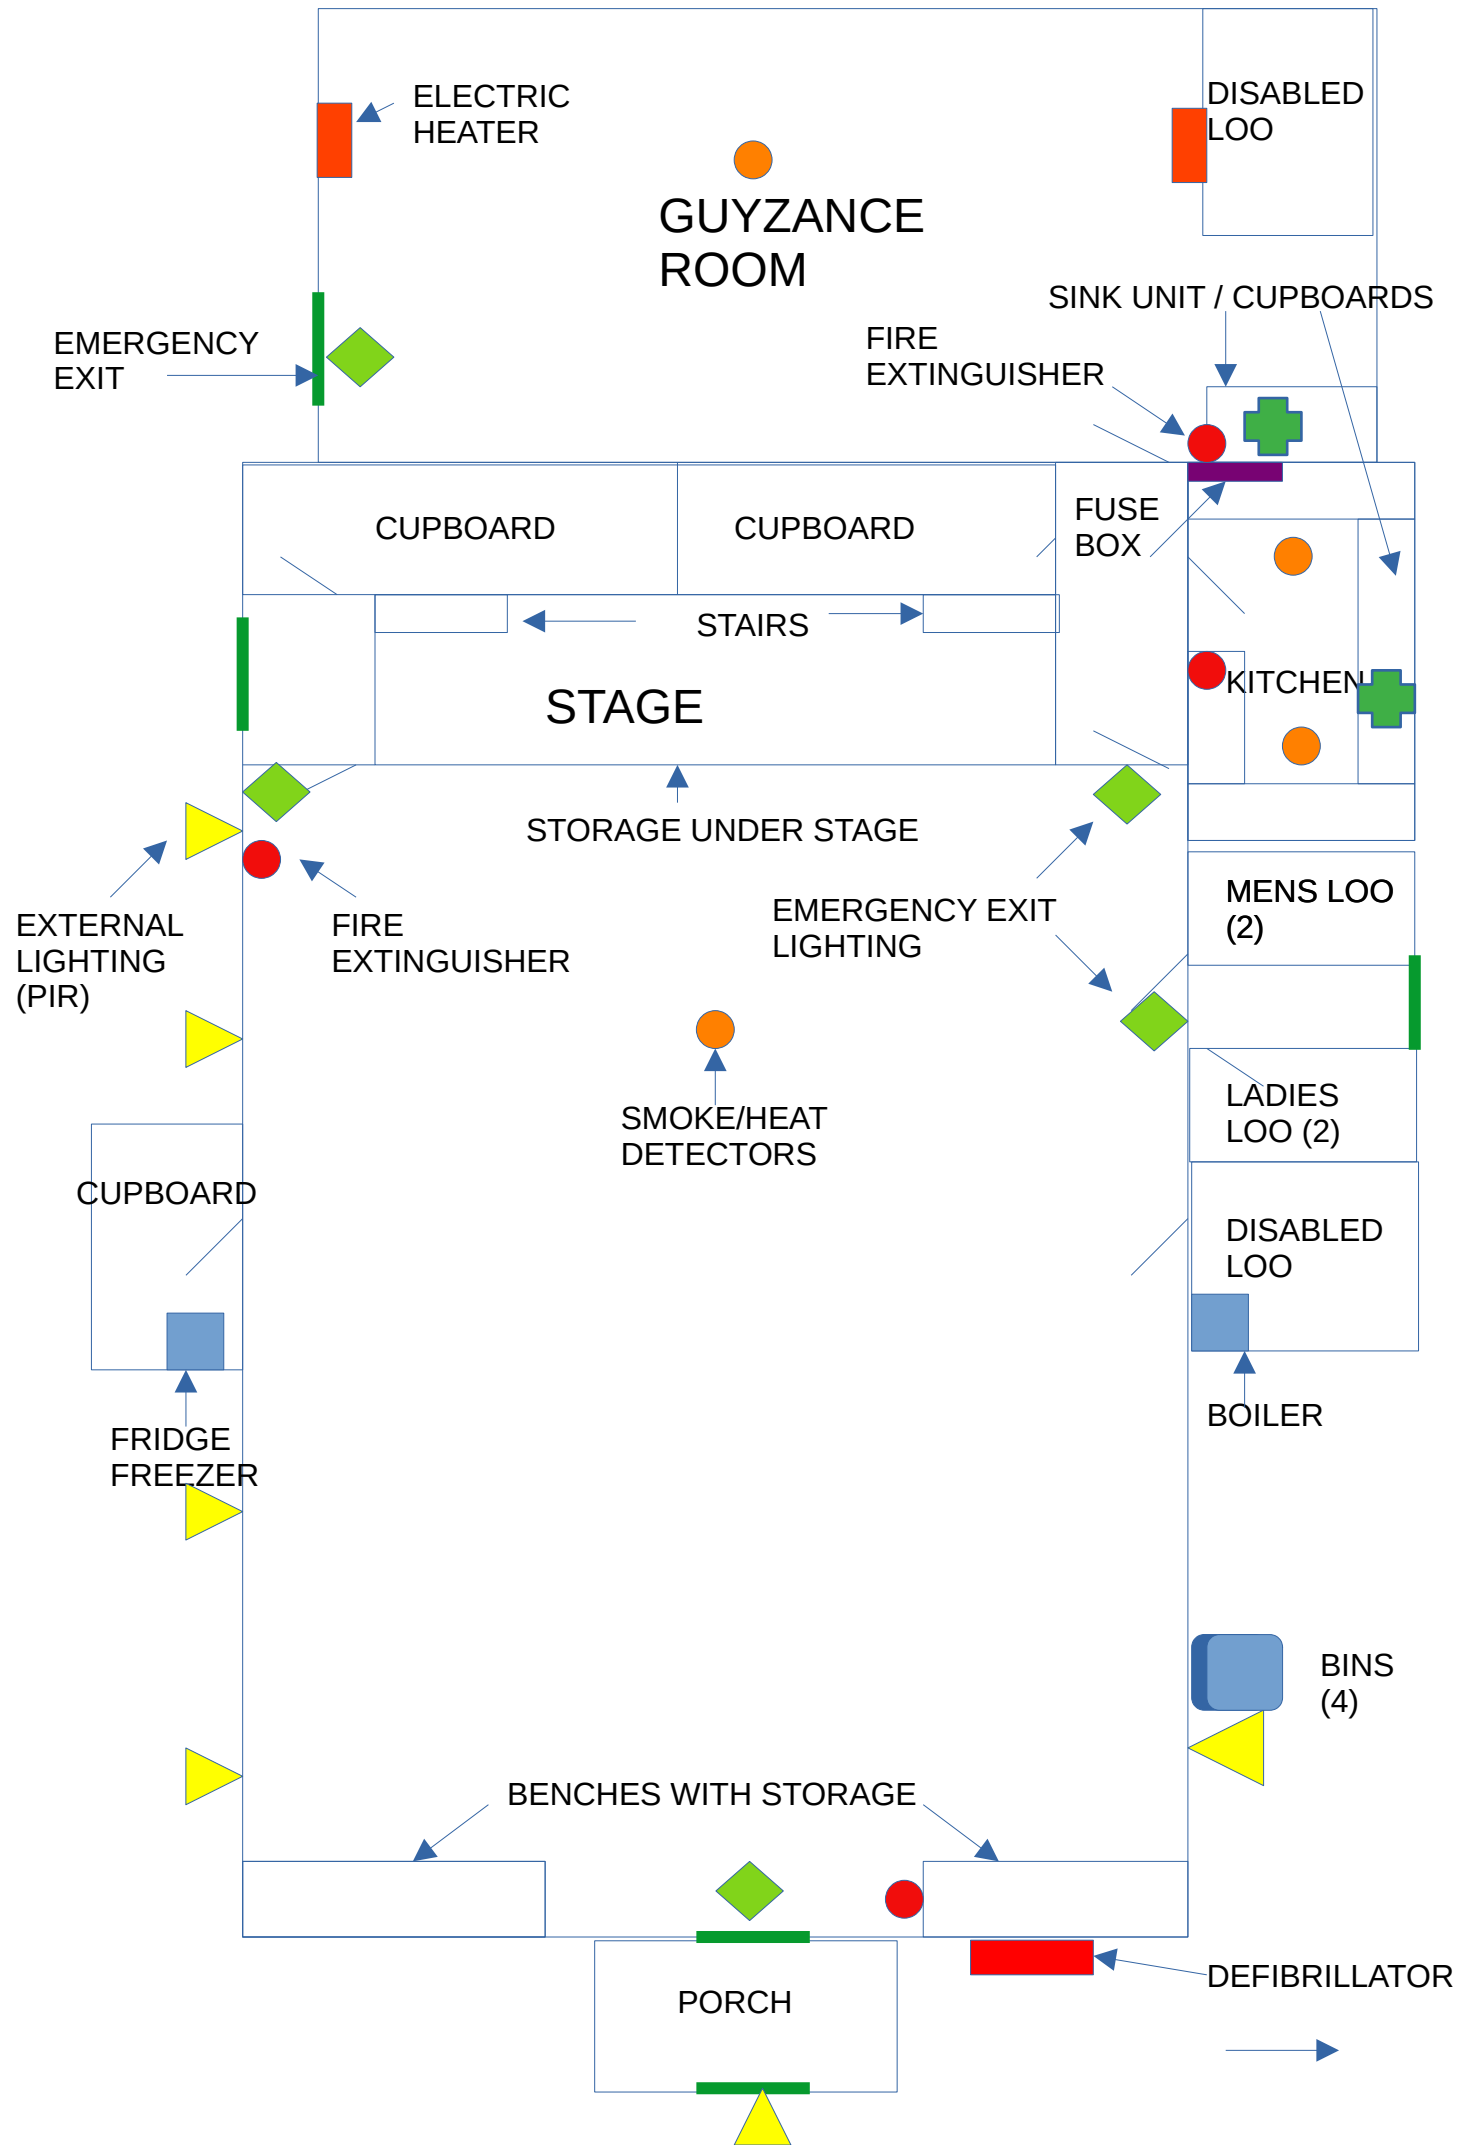 ELECTRIC
HEATER
DISABLED
LOO
GUYZANCE
ROOM
SINK UNIT / CUPBOARDS
EMERGENCY
EXIT
FIRE
EXTINGUISHER
CUPBOARD
CUPBOARD
FUSE
BOX
STAIRS
STAGE
KITCHEN
STORAGE UNDER STAGE
EXTERNAL
LIGHTING
(PIR)
FIRE
EXTINGUISHER
EMERGENCY EXIT
LIGHTING
MENS LOO
(2)
SMOKE/HEAT
DETECTORS
LADIES
LOO (2)
CUPBOARD
DISABLED
LOO
FRIDGE
FREEZER
BOILER
BINS
(4)
BENCHES WITH STORAGE
PORCH
DEFIBRILLATOR